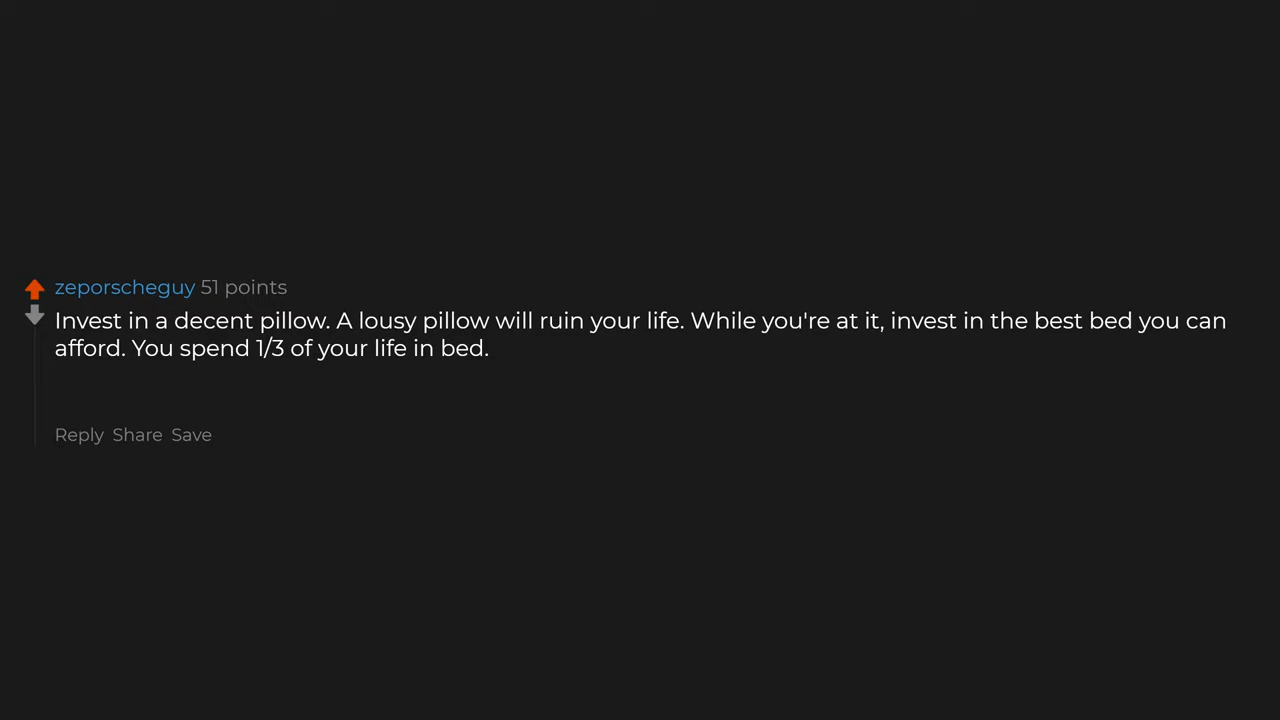 zeporscheguy 51 points
Invest in a decent pillow. A lousy pillow will ruin your life. While you're at it, invest in the best bed you can
afford. You spend 1/3 of your life in bed.
Reply Share Save